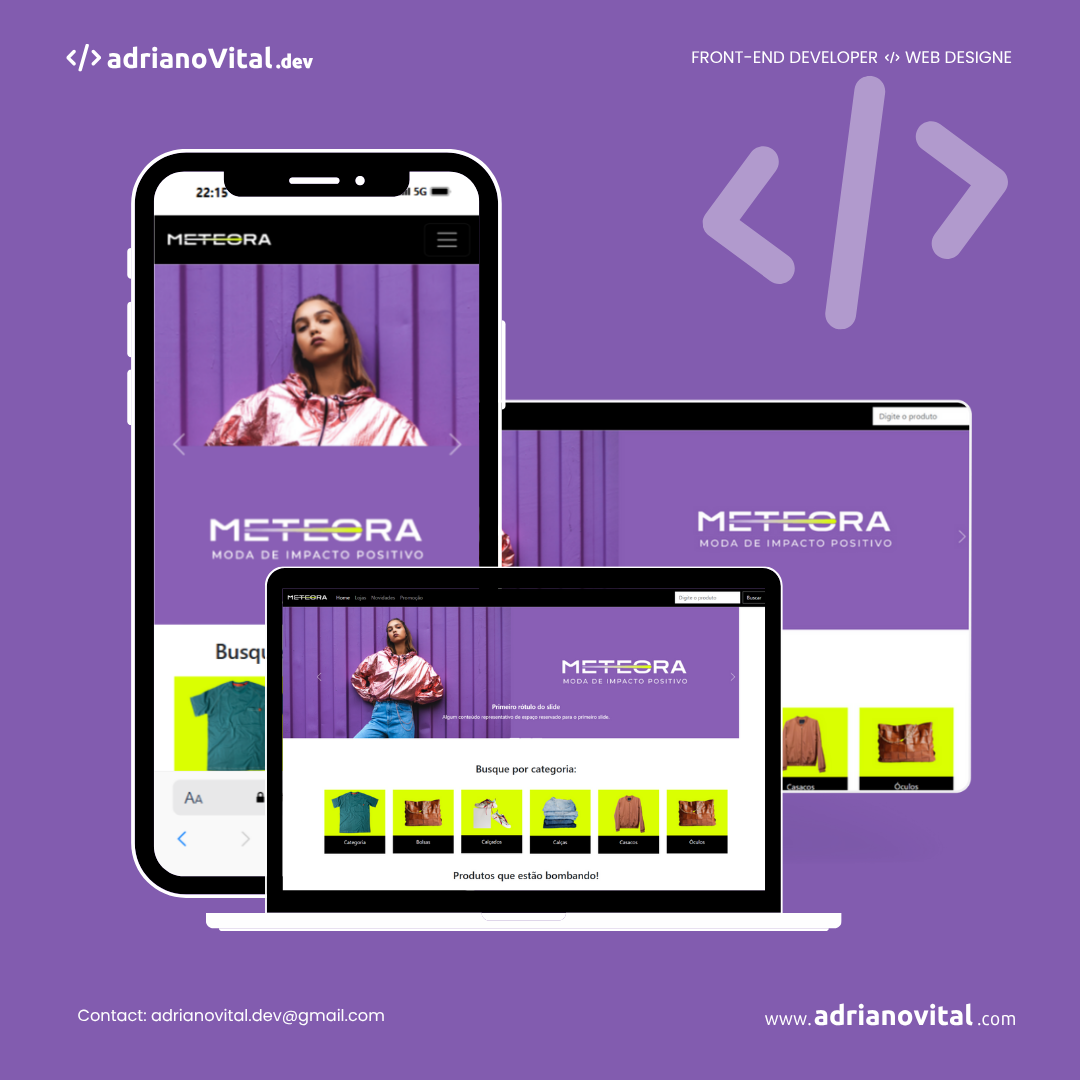 </> adrianoVital.dev
FRONT-END DEVELOPER </> WEB DESIGNE
</>
22:15
5G
METEORA
METEORA
MODA DE IMPACTO POSITIVO
Busqu
AA
Digite o produto
METEORA
MODA DE IMPACTO POSITIVO
Casacos
Óculos
METEORA Home Lojas Novidades Promoção
Digite o produto
Buscar
METEORA
MODA DE IMPACTO POSITIVO
Primeiro rótulo do slide
Algum conteúdo representativo do espaço reservado para o primeiro slide.
Busque por categoria:
Categoria Bolsas Calçados Calças Casacos Óculos
Produtos que estão bombando!
Contact: adrianovital.dev@gmail.com
www.adrianovital.com